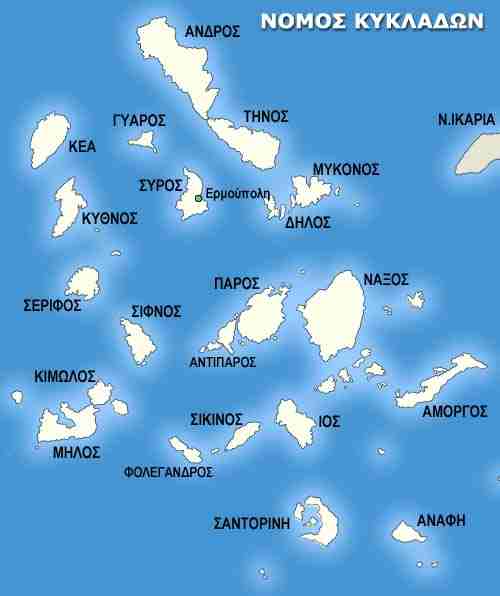 ΝΟΜΟΣ ΚΥΚΛΑΔΩΝ
ΑΝΔΡΟΣ
ΓΥΑΡΟΣ
ΤΗΝΟΣ
Ν.ΙΚΑΡΙΑ
ΚΕΑ
ΜΥΚΟΝΟΣ
ΣΥΡΟΣ
Ερμούπολη
ΚΥΘΝΟΣ
ΔΗΛΟΣ
ΠΑΡΟΣ
ΝΑΞΟΣ
ΣΕΡΙΦΟΣ
ΣΙΦΝΟΣ
ΑΝΤΙΠΑΡΟΣ
ΚΙΜΩΛΟΣ
ΑΜΟΡΓΟΣ
ΣΙΚΙΝΟΣ
ΙΟΣ
ΜΗΛΟΣ
ΦΟΛΕΓΑΝΔΡΟΣ
ΣΑΝΤΟΡΙΝΗ
ΑΝΑΦΗ